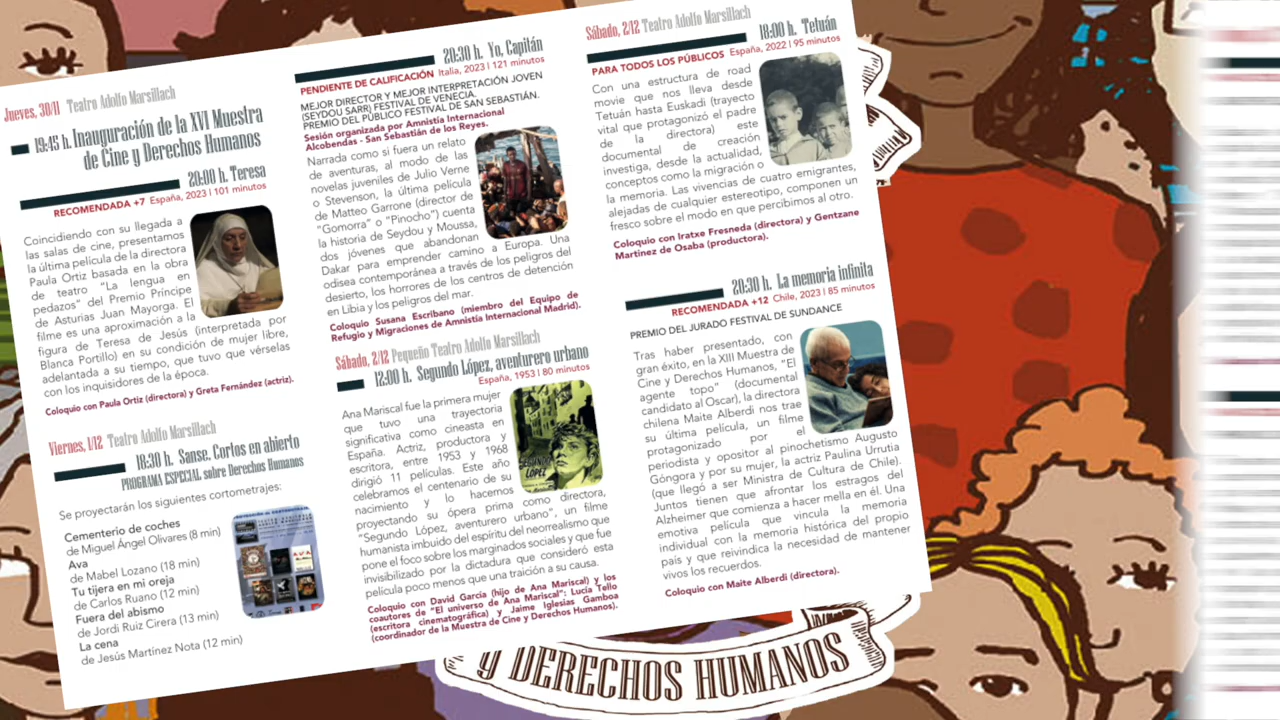 Jueves, 30/11 Teatro Adolfo Marsillach
19:45 h. Inauguración de la XVI Muestra
de Cine y Derechos Humanos
20:00 h. Teresa
RECOMENDADA +7 España, 2023 | 101 minutos
Coincidiendo con su llegada a
las salas de cine, presentamos
la última película de la directora
Paula Ortiz basada en la obra
de teatro "La lengua en
pedazos" del Premio Príncipe
de Asturias Juan Mayorga. El
filme es una aproximación a la
figura de Teresa de Jesús (interpretada por
Blanca Portillo) en su condición de mujer libre,
adelantada a su tiempo, que tuvo que vérselas
con los inquisidores de la época.
Coloquio con Paula Ortiz (directora) y Greta Fernández (actriz).
Viernes, 1/12 Teatro Adolfo Marsillach
18:30 h. Sanse. Cortos en abierto
PROGRAMA ESPECIAL sobre Derechos Humanos
Se proyectarán los siguientes cortometrajes:
Cementerio de coches
de Miguel Ángel Olivares (8 min)
Ava
de Mabel Lozano (18 min)
Tu tijera en mi oreja
de Carlos Ruano (12 min)
Fuera del abismo
de Jordi Ruiz Cirera (13 min)
La cena
de Jesús Martínez Nota (12 min)
20:30 h. Yo, Capitán
PENDIENTE DE CALIFICACIÓN Italia, 2023 | 121 minutos
MEJOR DIRECTOR Y MEJOR INTERPRETACIÓN JOVEN
(SEYDOU SARR) FESTIVAL DE VENECIA.
PREMIO DEL PÚBLICO FESTIVAL DE SAN SEBASTIÁN.
Sesión organizada por Amnistía Internacional
Alcobendas - San Sebastián de los Reyes.
Narrada como si fuera un relato
de aventuras, al modo de las
novelas juveniles de Julio Verne
o Stevenson, la última película
de Matteo Garrone (director de
"Gomorra" o "Pinocho") cuenta
la historia de Seydou y Moussa,
dos jóvenes que abandonan
Dakar para emprender camino a Europa. Una
odisea contemporánea a través de los peligros del
desierto, los horrores de los centros de detención
en Libia y los peligros del mar.
Coloquio Susana Escribano (miembro del Equipo de
Refugio y Migraciones de Amnistía Internacional Madrid).
Sábado, 2/12 Pequeño Teatro Adolfo Marsillach
12:00 h. Segundo López, aventurero urbano
España, 1953 | 80 minutos
Ana Mariscal fue la primera mujer
que tuvo una trayectoria
significativa como cineasta en
España. Actriz, productora y
escritora, entre 1953 y 1968
dirigió 11 películas. Este año
celebramos el centenario de su
nacimiento y lo hacemos
proyectando su ópera prima como directora,
"Segundo López, aventurero urbano", un filme
humanista imbuido del espíritu del neorrealismo que
pone el foco sobre los marginados sociales y que fue
invisibilizado por la dictadura que consideró esta
película poco menos que una traición a su causa.
Coloquio con David García (hijo de Ana Mariscal) y los
coautores de "El universo de Ana Mariscal": Lucía Tello
(escritora cinematográfica) y Jaime Iglesias Gamboa
(coordinador de la Muestra de Cine y Derechos Humanos).
Sábado, 2/12 Teatro Adolfo Marsillach
18:00 h. Tetuán
PARA TODOS LOS PÚBLICOS España, 2022 | 95 minutos
Con una estructura de road
movie que nos lleva desde
Tetuán hasta Euskadi (trayecto
vital que protagonizó el padre
de la directora) este
documental de creación
investiga, desde la actualidad,
conceptos como la migración o
la memoria. Las vivencias de cuatro emigrantes,
alejadas de cualquier estereotipo, componen un
fresco sobre el modo en que percibimos al otro.
Coloquio con Iratxe Fresneda (directora) y Gentzane
Martinez de Osaba (productora).
20:30 h. La memoria infinita
RECOMENDADA +12 Chile, 2023 | 85 minutos
PREMIO DEL JURADO FESTIVAL DE SUNDANCE
Tras haber presentado, con
gran éxito, en la XIII Muestra de
Cine y Derechos Humanos, "El
agente topo" (documental
candidato al Oscar), la directora
chilena Maite Alberdi nos trae
su última película, un filme
protagonizado por el
periodista y opositor al pinochetismo Augusto
Góngora y por su mujer, la actriz Paulina Urrutia
(que llegó a ser Ministra de Cultura de Chile).
Juntos tienen que afrontar los estragos del
Alzheimer que comienza a hacer mella en él. Una
emotiva película que vincula la memoria
individual con la memoria histórica del propio
país y que reivindica la necesidad de mantener
vivos los recuerdos.
Coloquio con Maite Alberdi (directora).
y DERECHOS HUMANOS